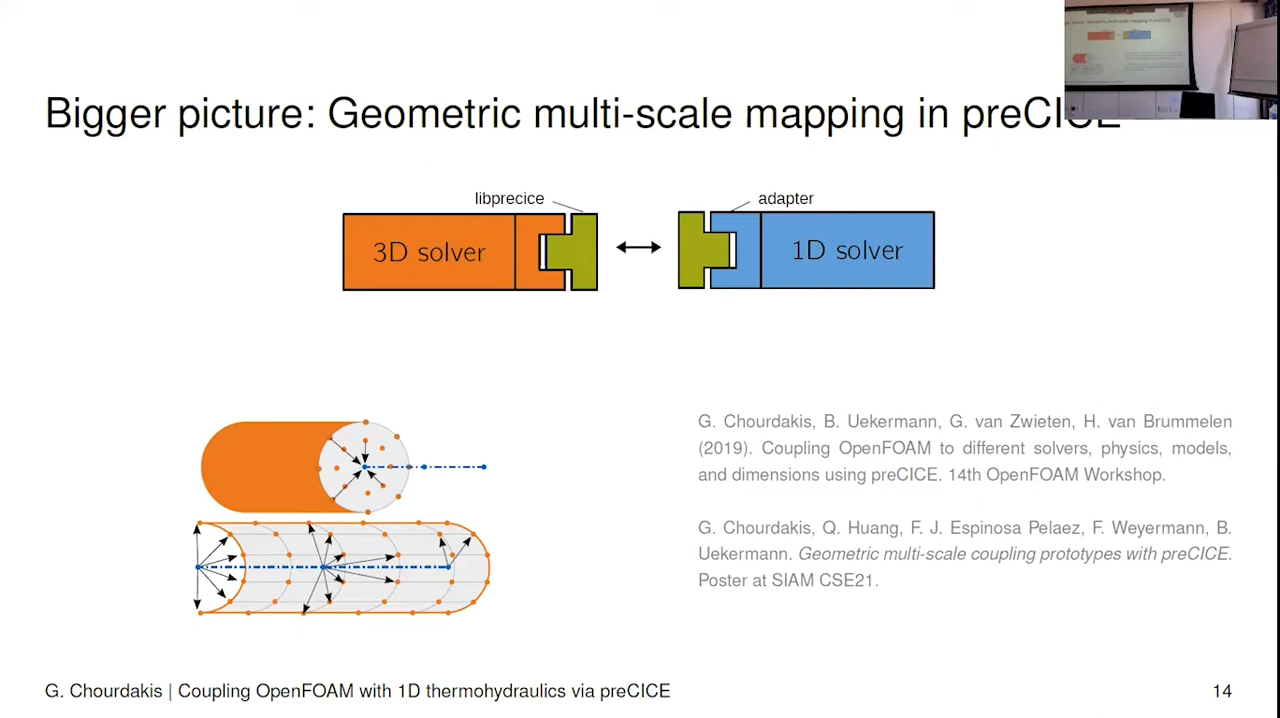 Bigger picture: Geometric multi-scale mapping in preCICE
libprecice
adapter
3D solver
1D solver
G. Chourdakis, B. Uekermann, G. van Zwieten, H. van Brummelen
(2019). Coupling OpenFOAM to different solvers, physics, models,
and dimensions using preCICE. 14th OpenFOAM Workshop.
G. Chourdakis, Q. Huang, F. J. Espinosa Pelaez, F. Weyermann, B.
Uekermann. Geometric multi-scale coupling prototypes with preCICE.
Poster at SIAM CSE21.
G. Chourdakis | Coupling OpenFOAM with 1D thermohydraulics via preCICE
14